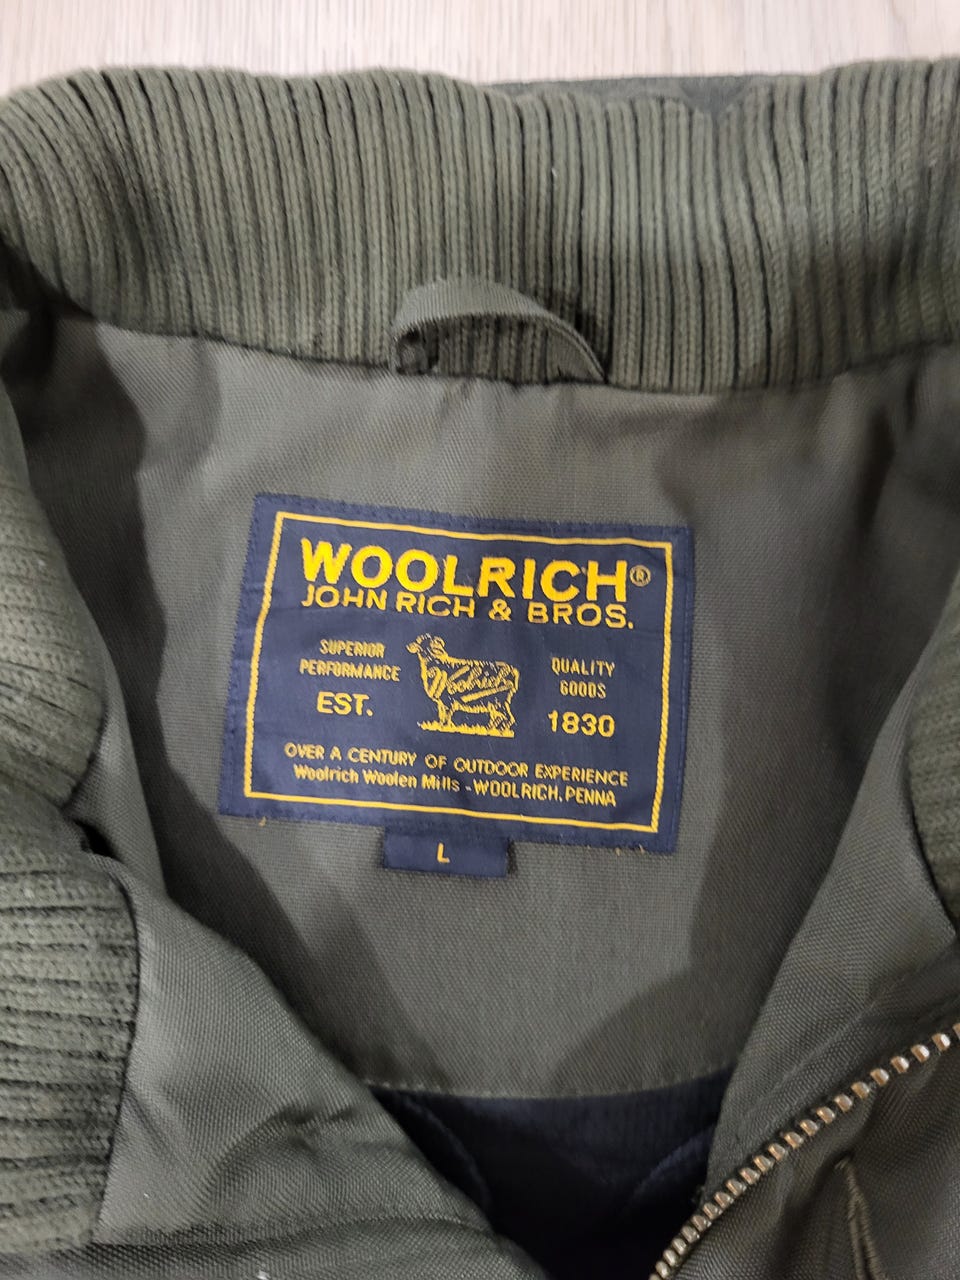 WOOLRICH®
JOHN RICH & BROS.
SUPERIOR
PERFORMANCE
EST.
Woolrich
QUALITY
GOODS
1830
OVER A CENTURY OF OUTDOOR EXPERIENCE
Woolrich Woolen Mills - WOOLRICH, PENNA
L